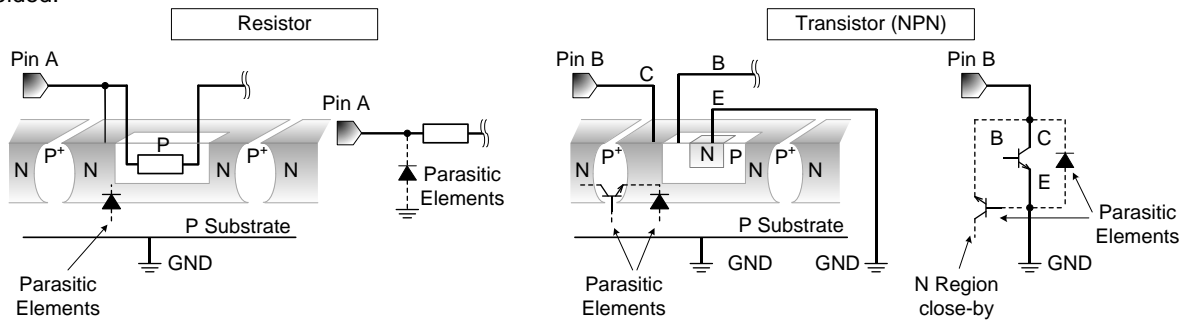 Resistor
Transistor (NPN)
Pin A
Pin A
N
P+
N
P
N
P+
N
Parasitic
Elements
P Substrate
GND
Parasitic
Elements
Pin B
C
B
E
N
P+
N
N
P
P+
N
P Substrate
GND
GND
Parasitic
Elements
Pin B
B
C
E
Parasitic
Elements
GND
N Region
close-by